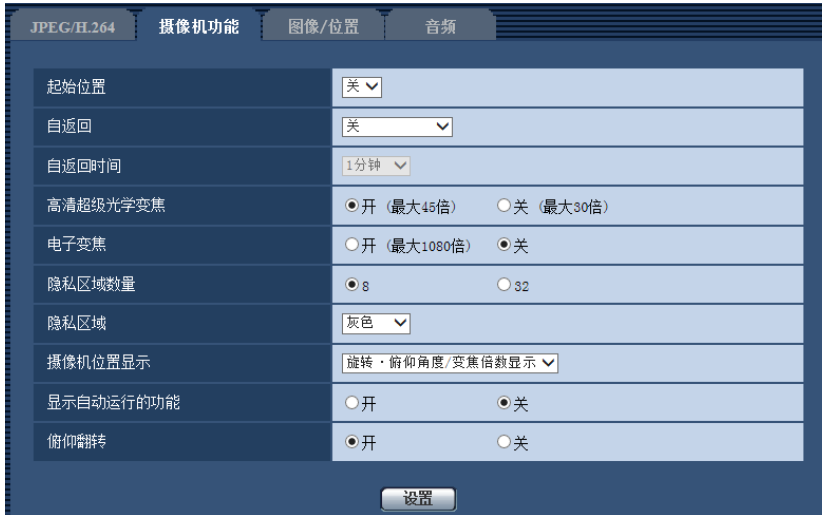 JPEG/H.264 摄像机功能 图像/位置 音频
起始位置 关
自返回 关
自返回时间 1分钟
高清超级光学变焦 开 (最大45倍) 关 (最大30倍)
电子变焦 开 (最大1080倍) 关
隐私区域数量 8 32
隐私区域 灰色
摄像机位置显示 旋转・俯仰角度/变焦倍数显示
显示自动运行的功能 开 关
俯仰翻转 开 关
设置